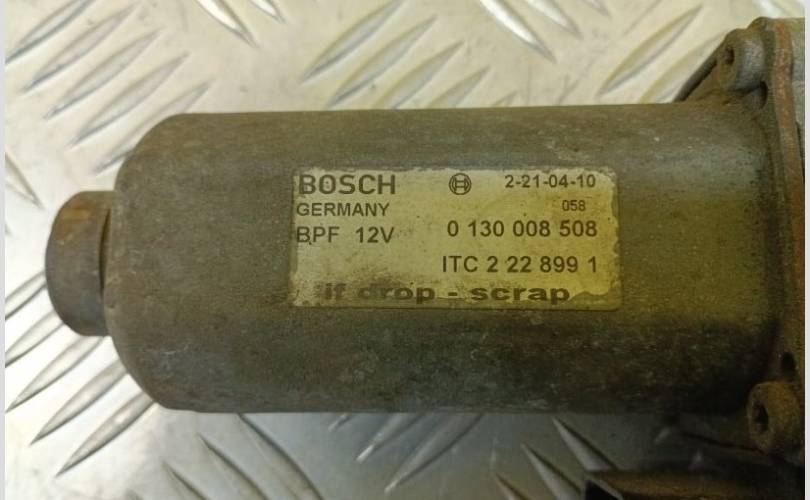 BOSCH 2-21-04-10
GERMANY 058
BPF 12V 0 130 008 508
ITC 2 22 899 1
if drop - scrap